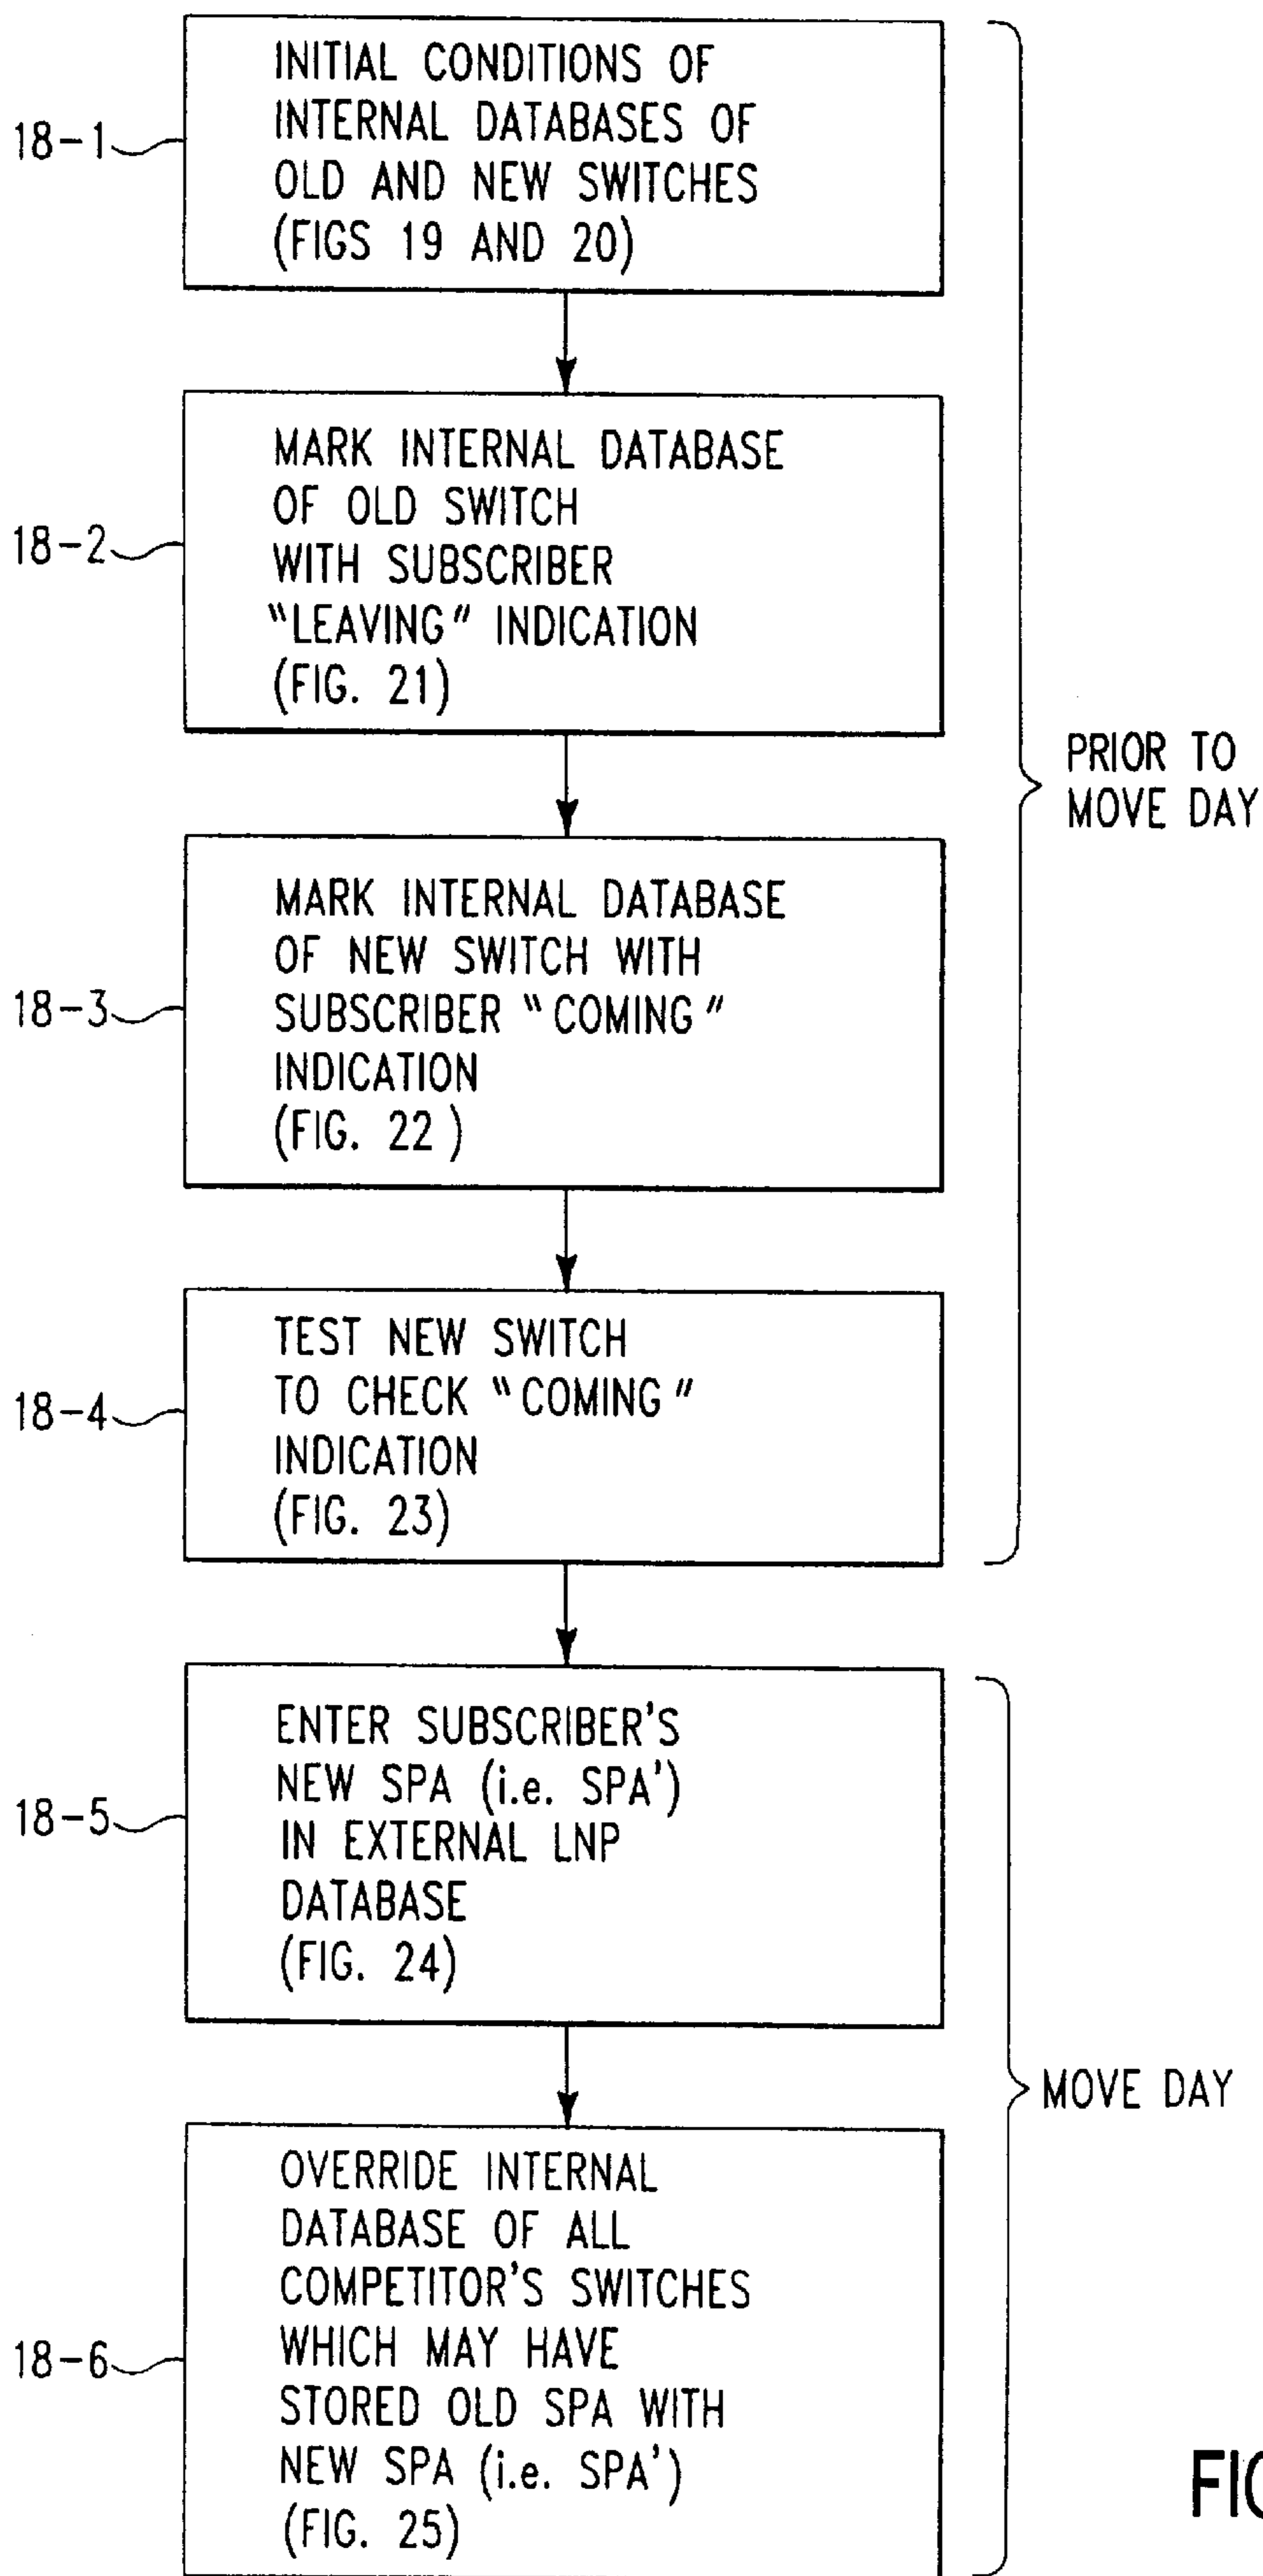 18-1
INITIAL CONDITIONS OF
INTERNAL DATABASES OF
OLD AND NEW SWITCHES
(FIGS 19 AND 20)
18-2
MARK INTERNAL DATABASE
OF OLD SWITCH
WITH SUBSCRIBER
"LEAVING" INDICATION
(FIG. 21)
PRIOR TO
MOVE DAY
18-3
MARK INTERNAL DATABASE
OF NEW SWITCH WITH
SUBSCRIBER "COMING"
INDICATION
(FIG. 22 )
18-4
TEST NEW SWITCH
TO CHECK "COMING"
INDICATION
(FIG. 23)
18-5
ENTER SUBSCRIBER'S
NEW SPA (i.e. SPA')
IN EXTERNAL LNP
DATABASE
(FIG. 24)
MOVE DAY
18-6
OVERRIDE INTERNAL
DATABASE OF ALL
COMPETITOR'S SWITCHES
WHICH MAY HAVE
STORED OLD SPA WITH
NEW SPA (i.e. SPA')
(FIG. 25)